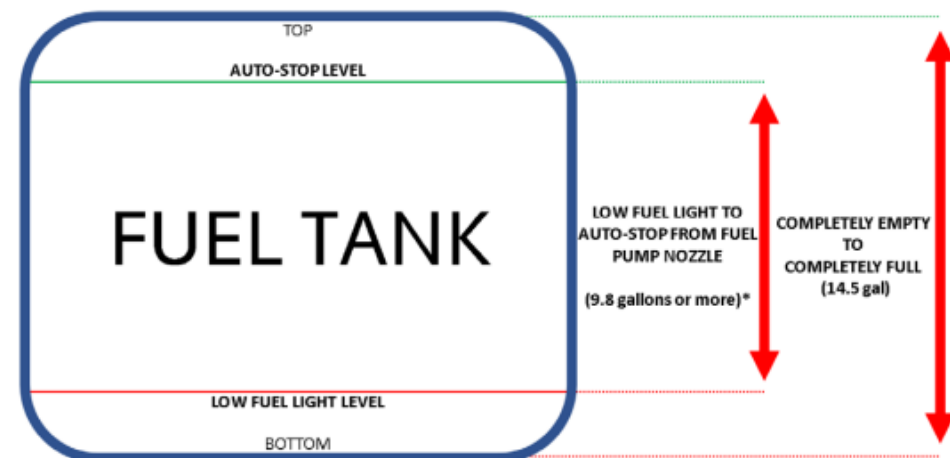 TOP
AUTO-STOP LEVEL
FUEL TANK
LOW FUEL LIGHT LEVEL
BOTTOM
LOW FUEL LIGHT TO
AUTO-STOP FROM FUEL
PUMP NOZZLE
(9.8 gallons or more)*
COMPLETELY EMPTY
TO
COMPLETELY FULL
(14.5 gal)